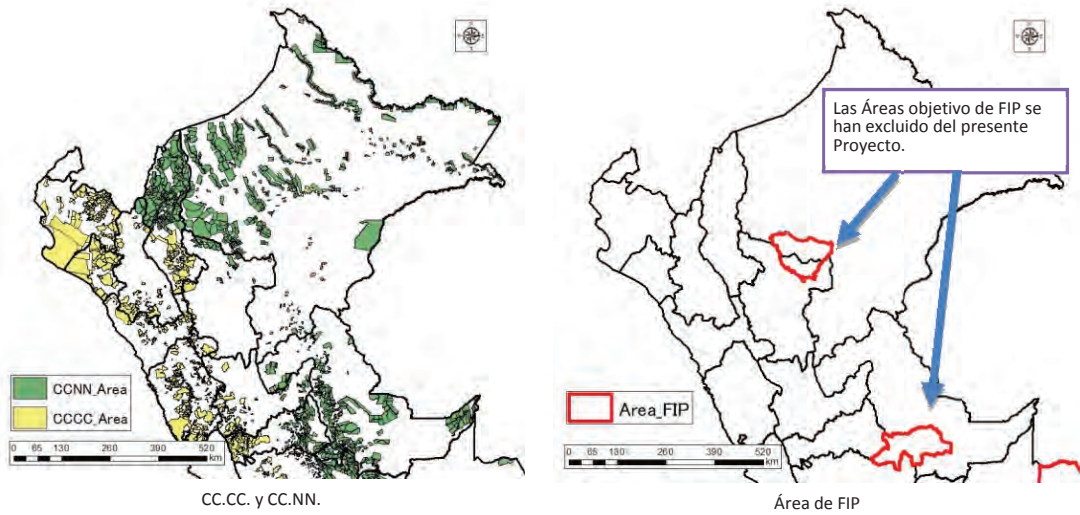 CCNN_Area
CCCC_Area
0 65 130 260 390 520
km
CC.CC. y CC.NN.
Las Áreas objetivo de FIP se
han excluido del presente
Proyecto.
Area_FIP
0 65 130 260 390 520
km
Área de FIP